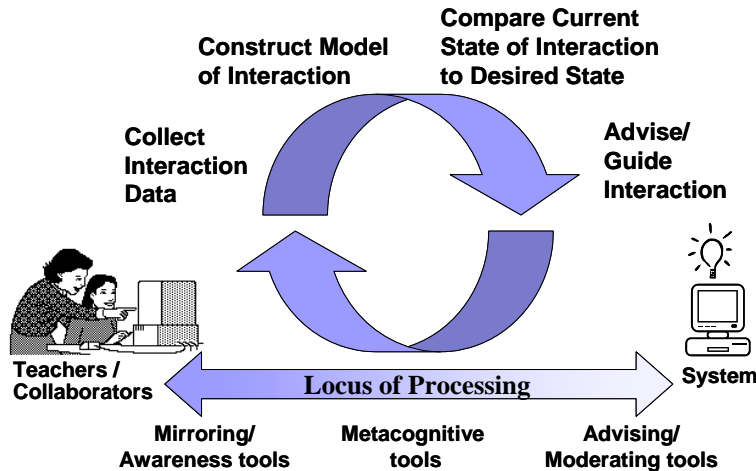 Construct Model
of Interaction
Compare Current
State of Interaction
to Desired State
Collect
Interaction
Data
Advise/
Guide
Interaction
Teachers /
Collaborators
Locus of Processing
System
Mirroring/
Awareness tools
Metacognitive
tools
Advising/
Moderating tools